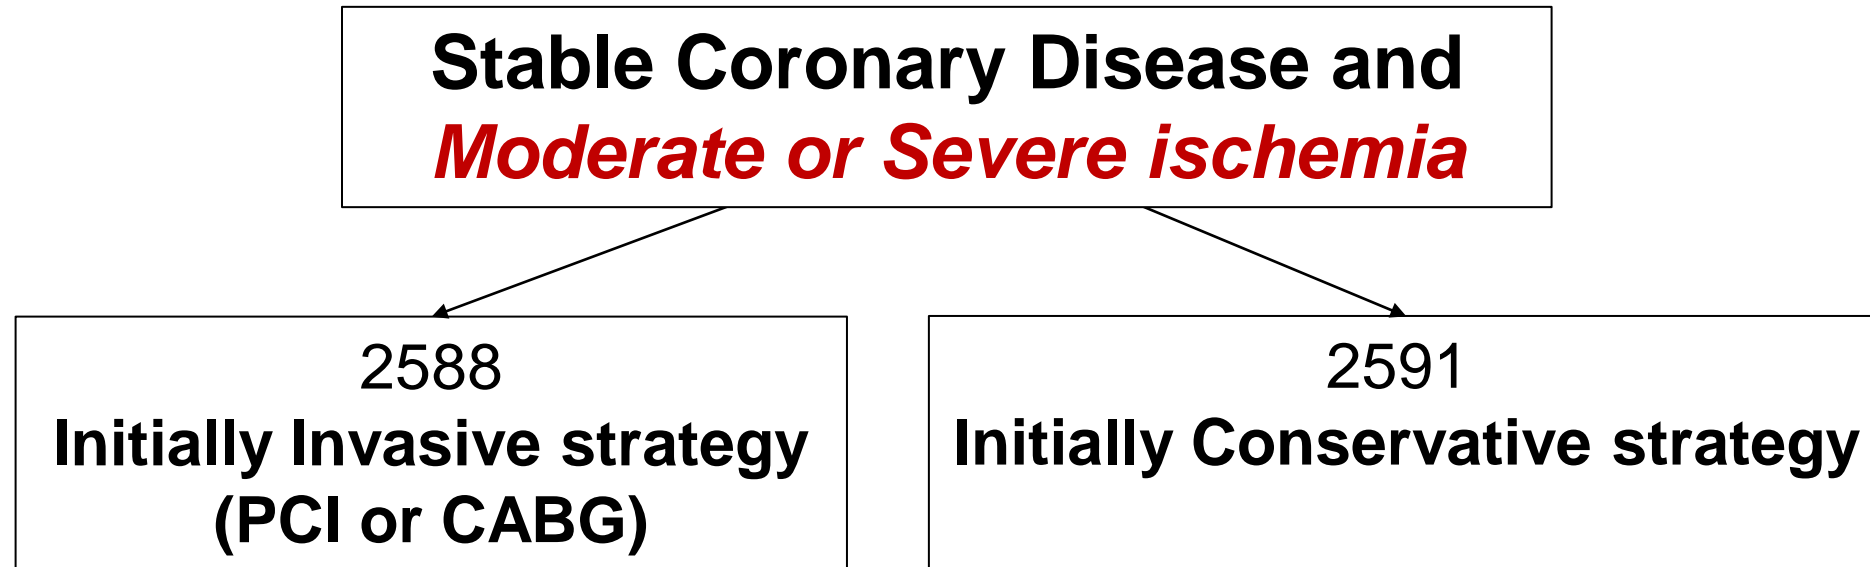 Stable Coronary Disease and
Moderate or Severe ischemia
2588
Initially Invasive strategy
(PCI or CABG)
2591
Initially Conservative strategy